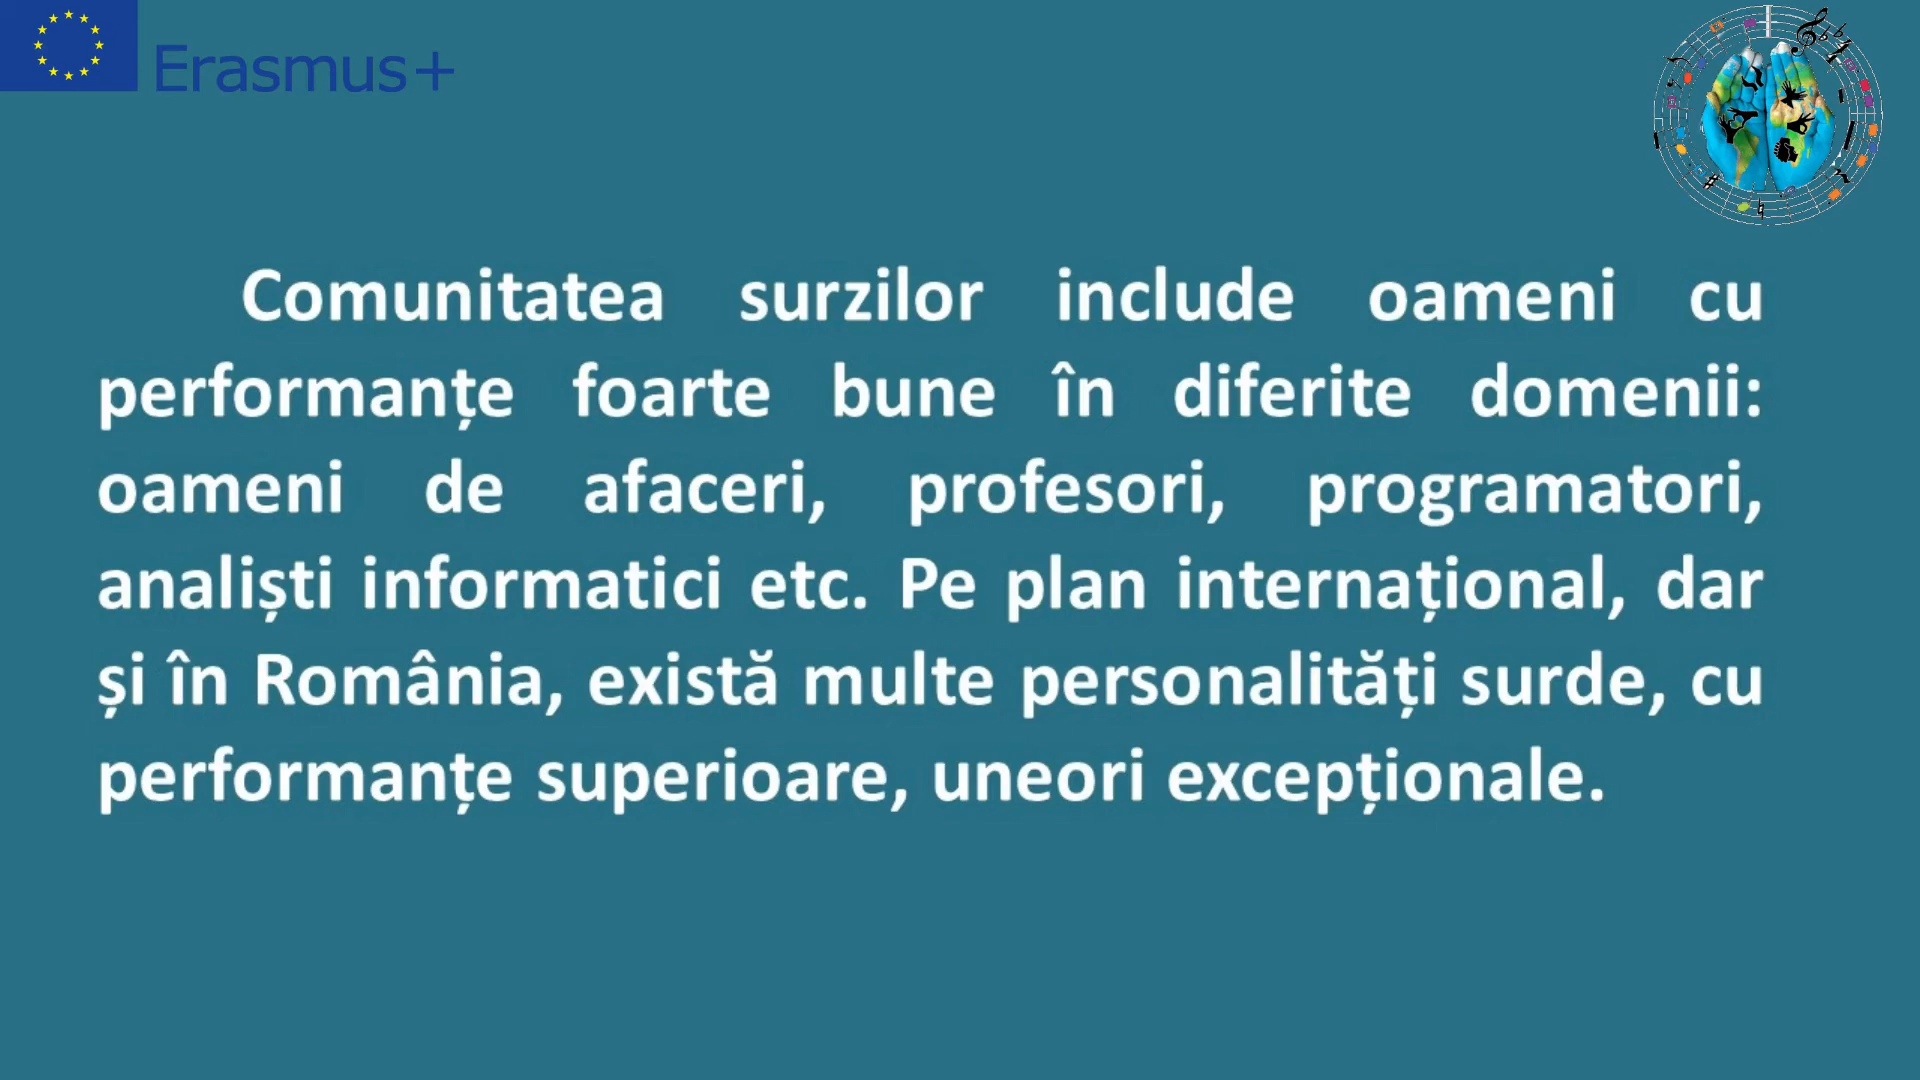 Erasmus+
Comunitatea surzilor include oameni cu
performanțe foarte bune în diferite domenii:
oameni de afaceri, profesori, programatori,
analiști informatici etc. Pe plan internațional, dar
și în România, există multe personalități surde, cu
performanțe superioare, uneori excepționale.